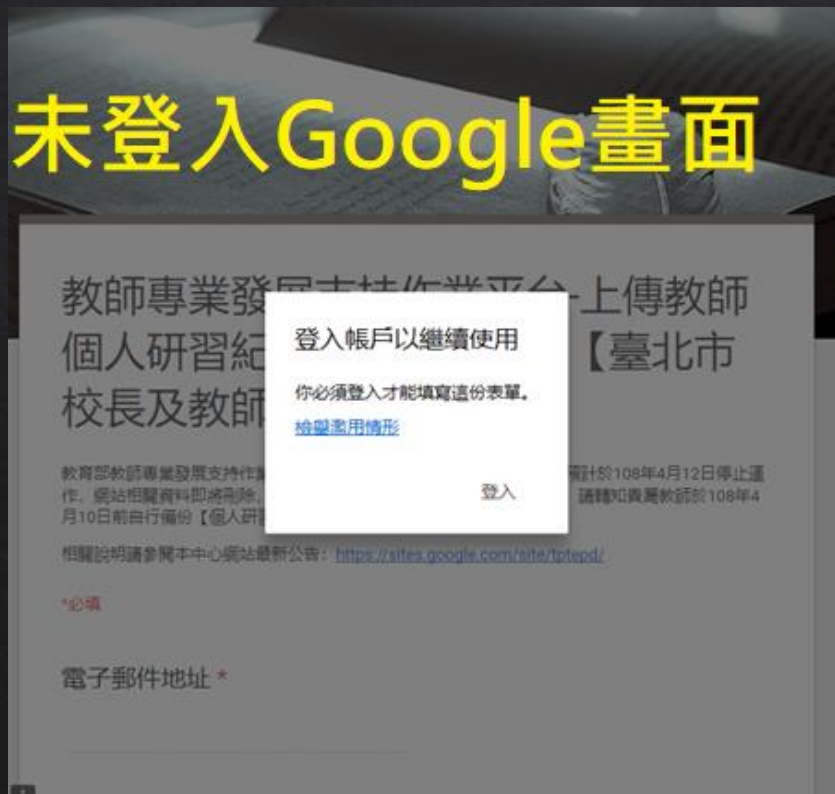 未登入Google畫面
教師專業發展支持作業平台-上傳教師
個人研習紀 【臺北市
校長及教師
登入帳戶以繼續使用
你必須登入才能填寫這份表單。
檢舉濫用情形
登入
教育部教師專業發展支持作業 預計於108年4月12日停止運
作，網站相關資料即將刪除， 請轉知貴屬教師於108年4
月10日前自行備份【個人研習
相關說明請參閱本中心網站最新公告：https://sites.google.com/site/tptepd/
*必填
電子郵件地址 *